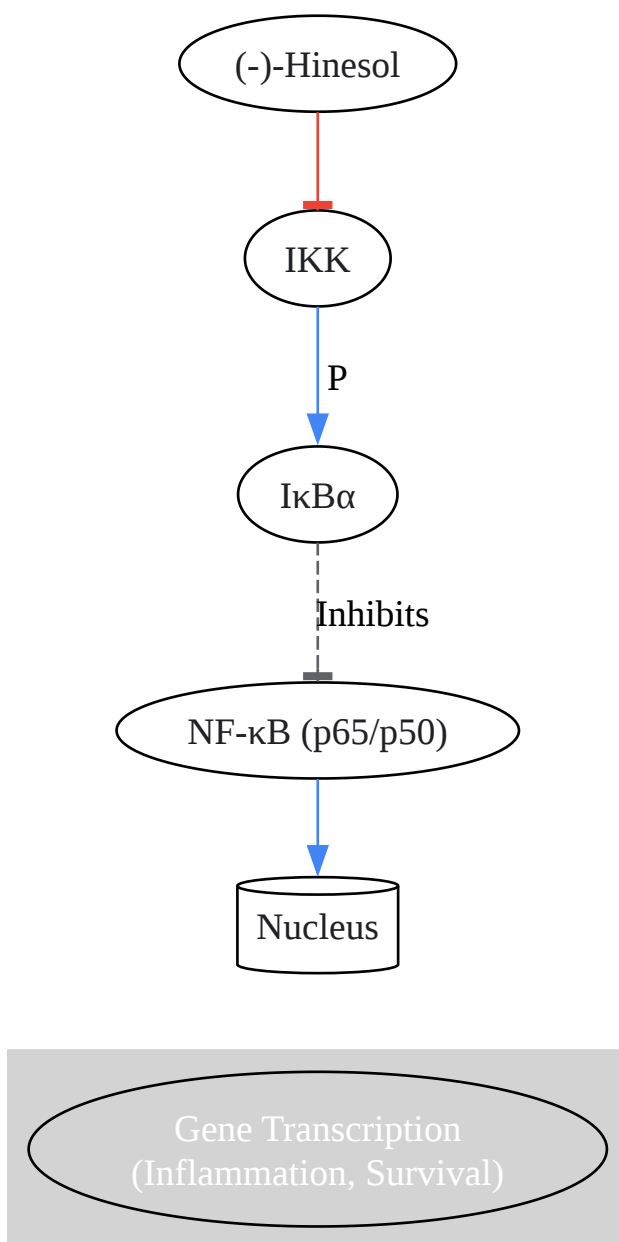 (-)-Hinesol
IKK
P
IκBα
Inhibits
NF-κB (p65/p50)
Nucleus
Gene Transcription
(Inflammation, Survival)